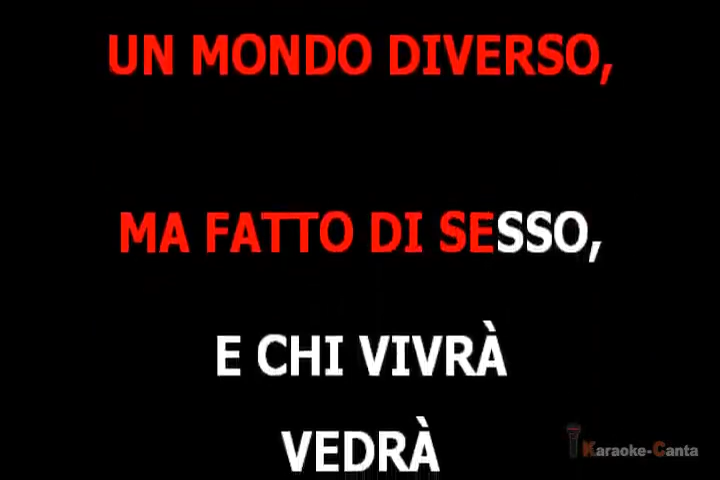 UN MONDO DIVERSO,
MA FATTO DI SESSO,
E CHI VIVRÀ
VEDRÀ
Karaoke-Canta